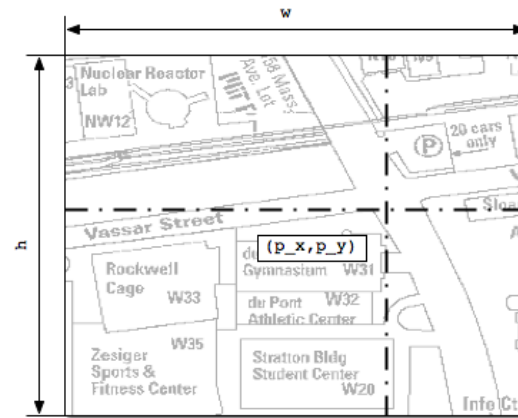 w
Nuclear Reactor
Lab
NW12
Mass.
Ave. Lot
20 cars
only
P
h
Vassar Street
(p_x,p_y)
Gymnasium W31
Rockwell
Cage
W33
du Pont W32
Athletic Center
W35
Zesiger
Sports &
Fitness Center
Stratton Bldg
Student Center
W20